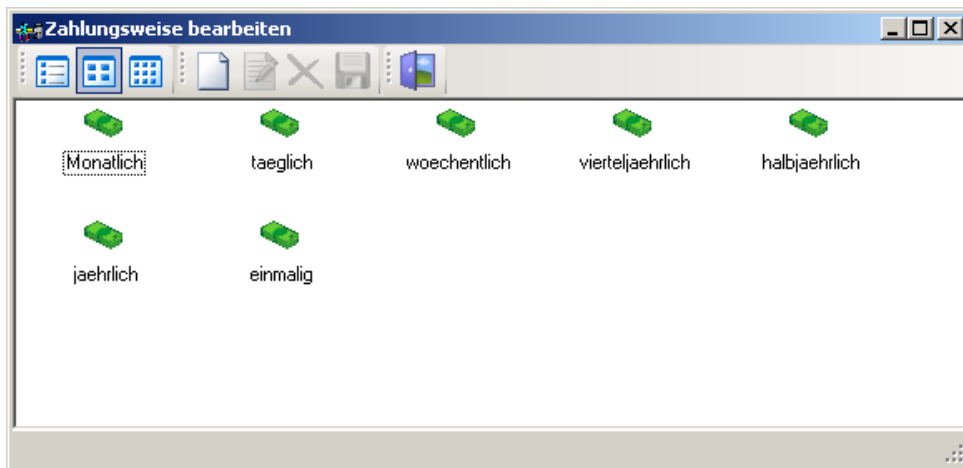 Zahlungsweise bearbeiten
Monatlich taeglich woechentlich vierteljaehrlich halbjaehrlich
jaehrlich einmalig